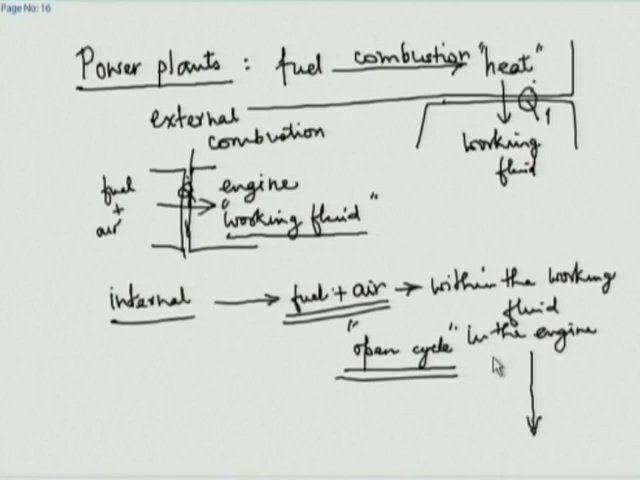 Page No: 16
Power plants : fuel combustion "heat"
external combustion
Q1
working fluid
fuel + air
engine
"working fluid"
internal → fuel + air → within the working fluid
"open cycle" in the engine